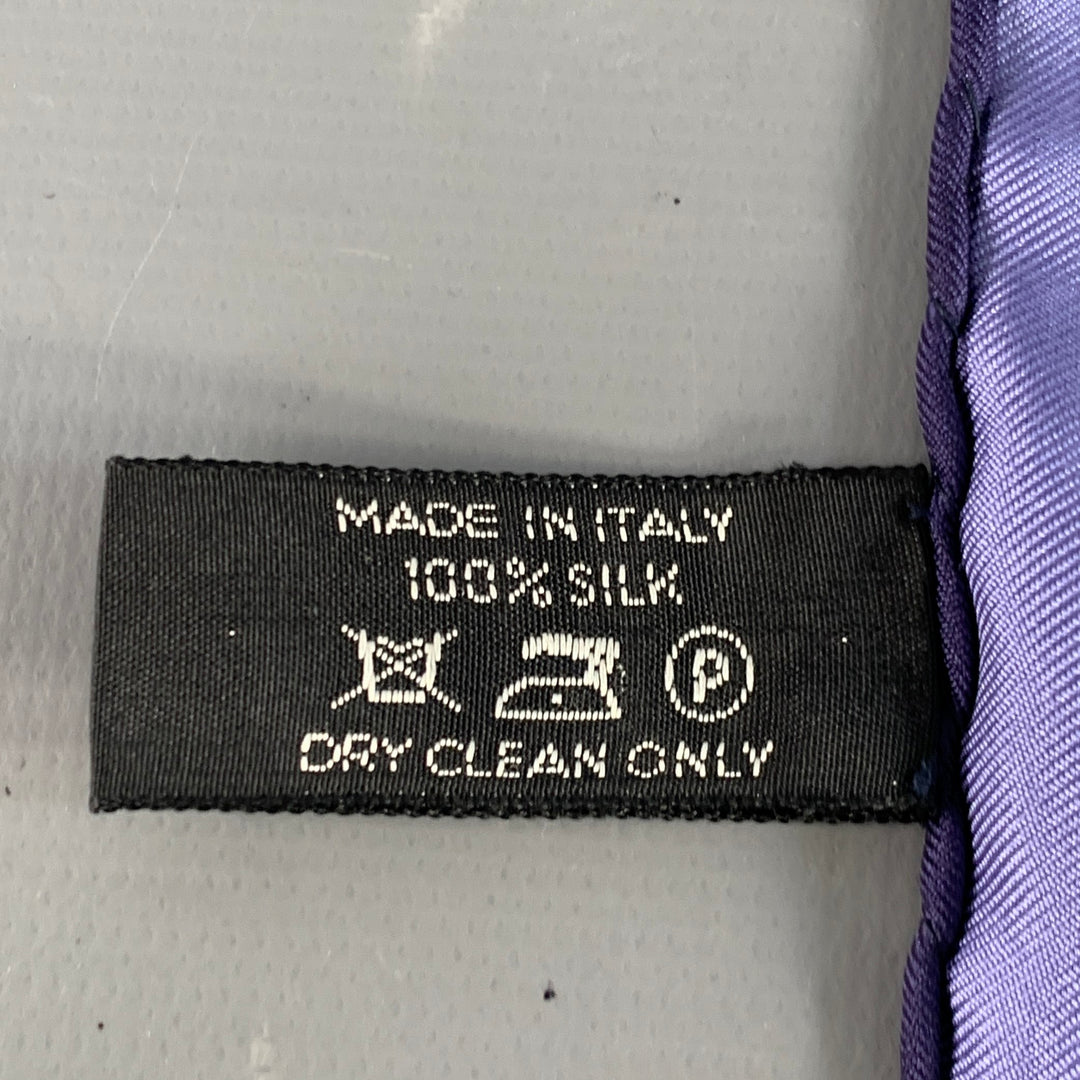 MADE IN ITALY
100% SILK
P
DRY CLEAN ONLY